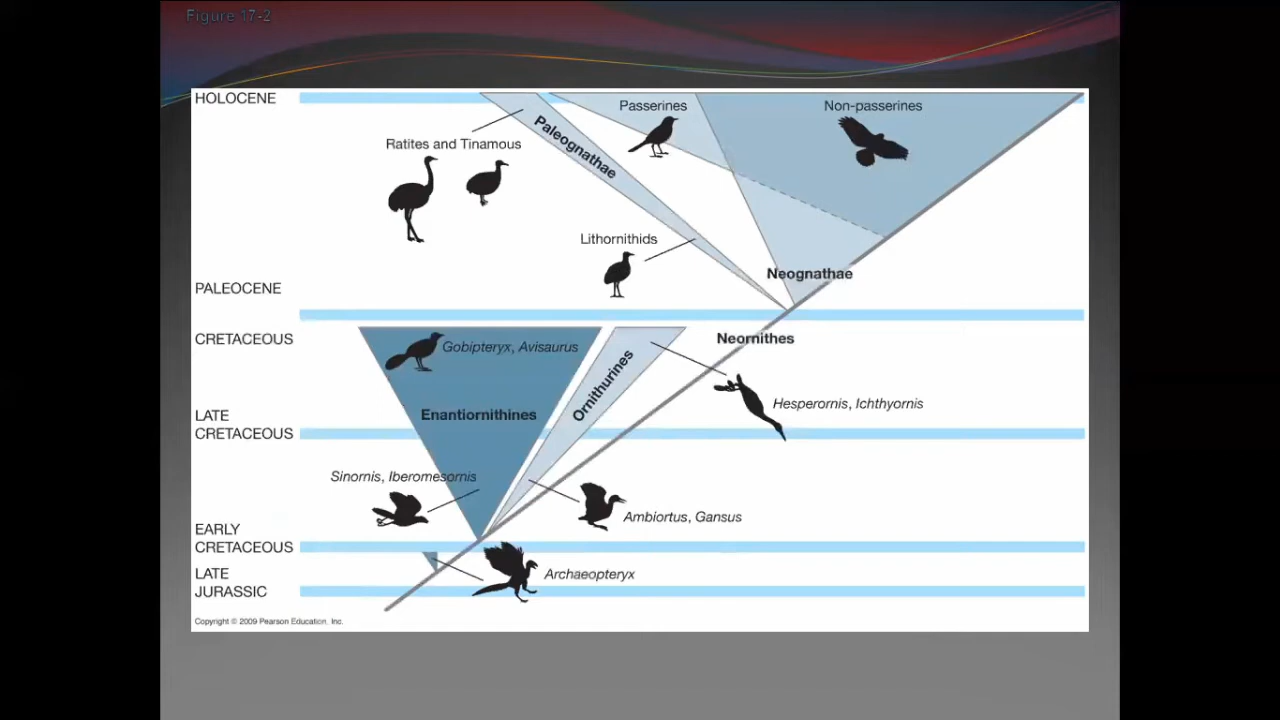 Figure 17-2
HOLOCENE
Passerines
Non-passerines
Ratites and Tinamous
Paleognathae
Lithornithids
Neognathae
PALEOCENE
CRETACEOUS
Neornithes
Gobipteryx, Avisaurus
Ornithurines
Hesperornis, Ichthyornis
LATE
CRETACEOUS
Enantiornithines
Sinornis, Iberomesornis
Ambiortus, Gansus
EARLY
CRETACEOUS
LATE
JURASSIC
Archaeopteryx
Copyright © 2009 Pearson Education, Inc.